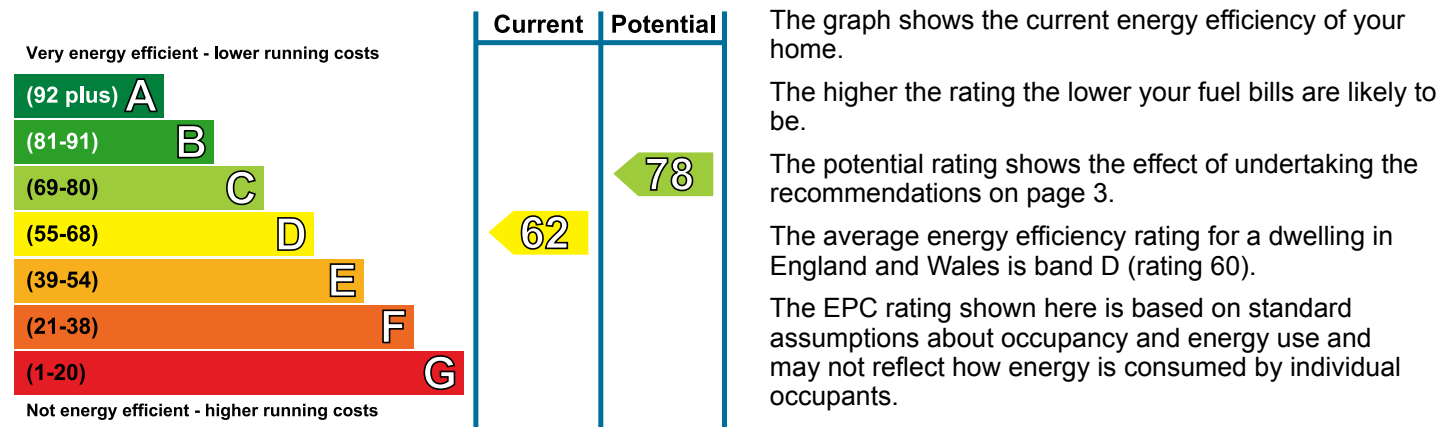 Current Potential
Very energy efficient - lower running costs
(92 plus) A
(81-91) B
(69-80) C
(55-68) D
(39-54) E
(21-38) F
(1-20) G
Not energy efficient - higher running costs
62
78
The graph shows the current energy efficiency of your
home.
The higher the rating the lower your fuel bills are likely to
be.
The potential rating shows the effect of undertaking the
recommendations on page 3.
The average energy efficiency rating for a dwelling in
England and Wales is band D (rating 60).
The EPC rating shown here is based on standard
assumptions about occupancy and energy use and
may not reflect how energy is consumed by individual
occupants.